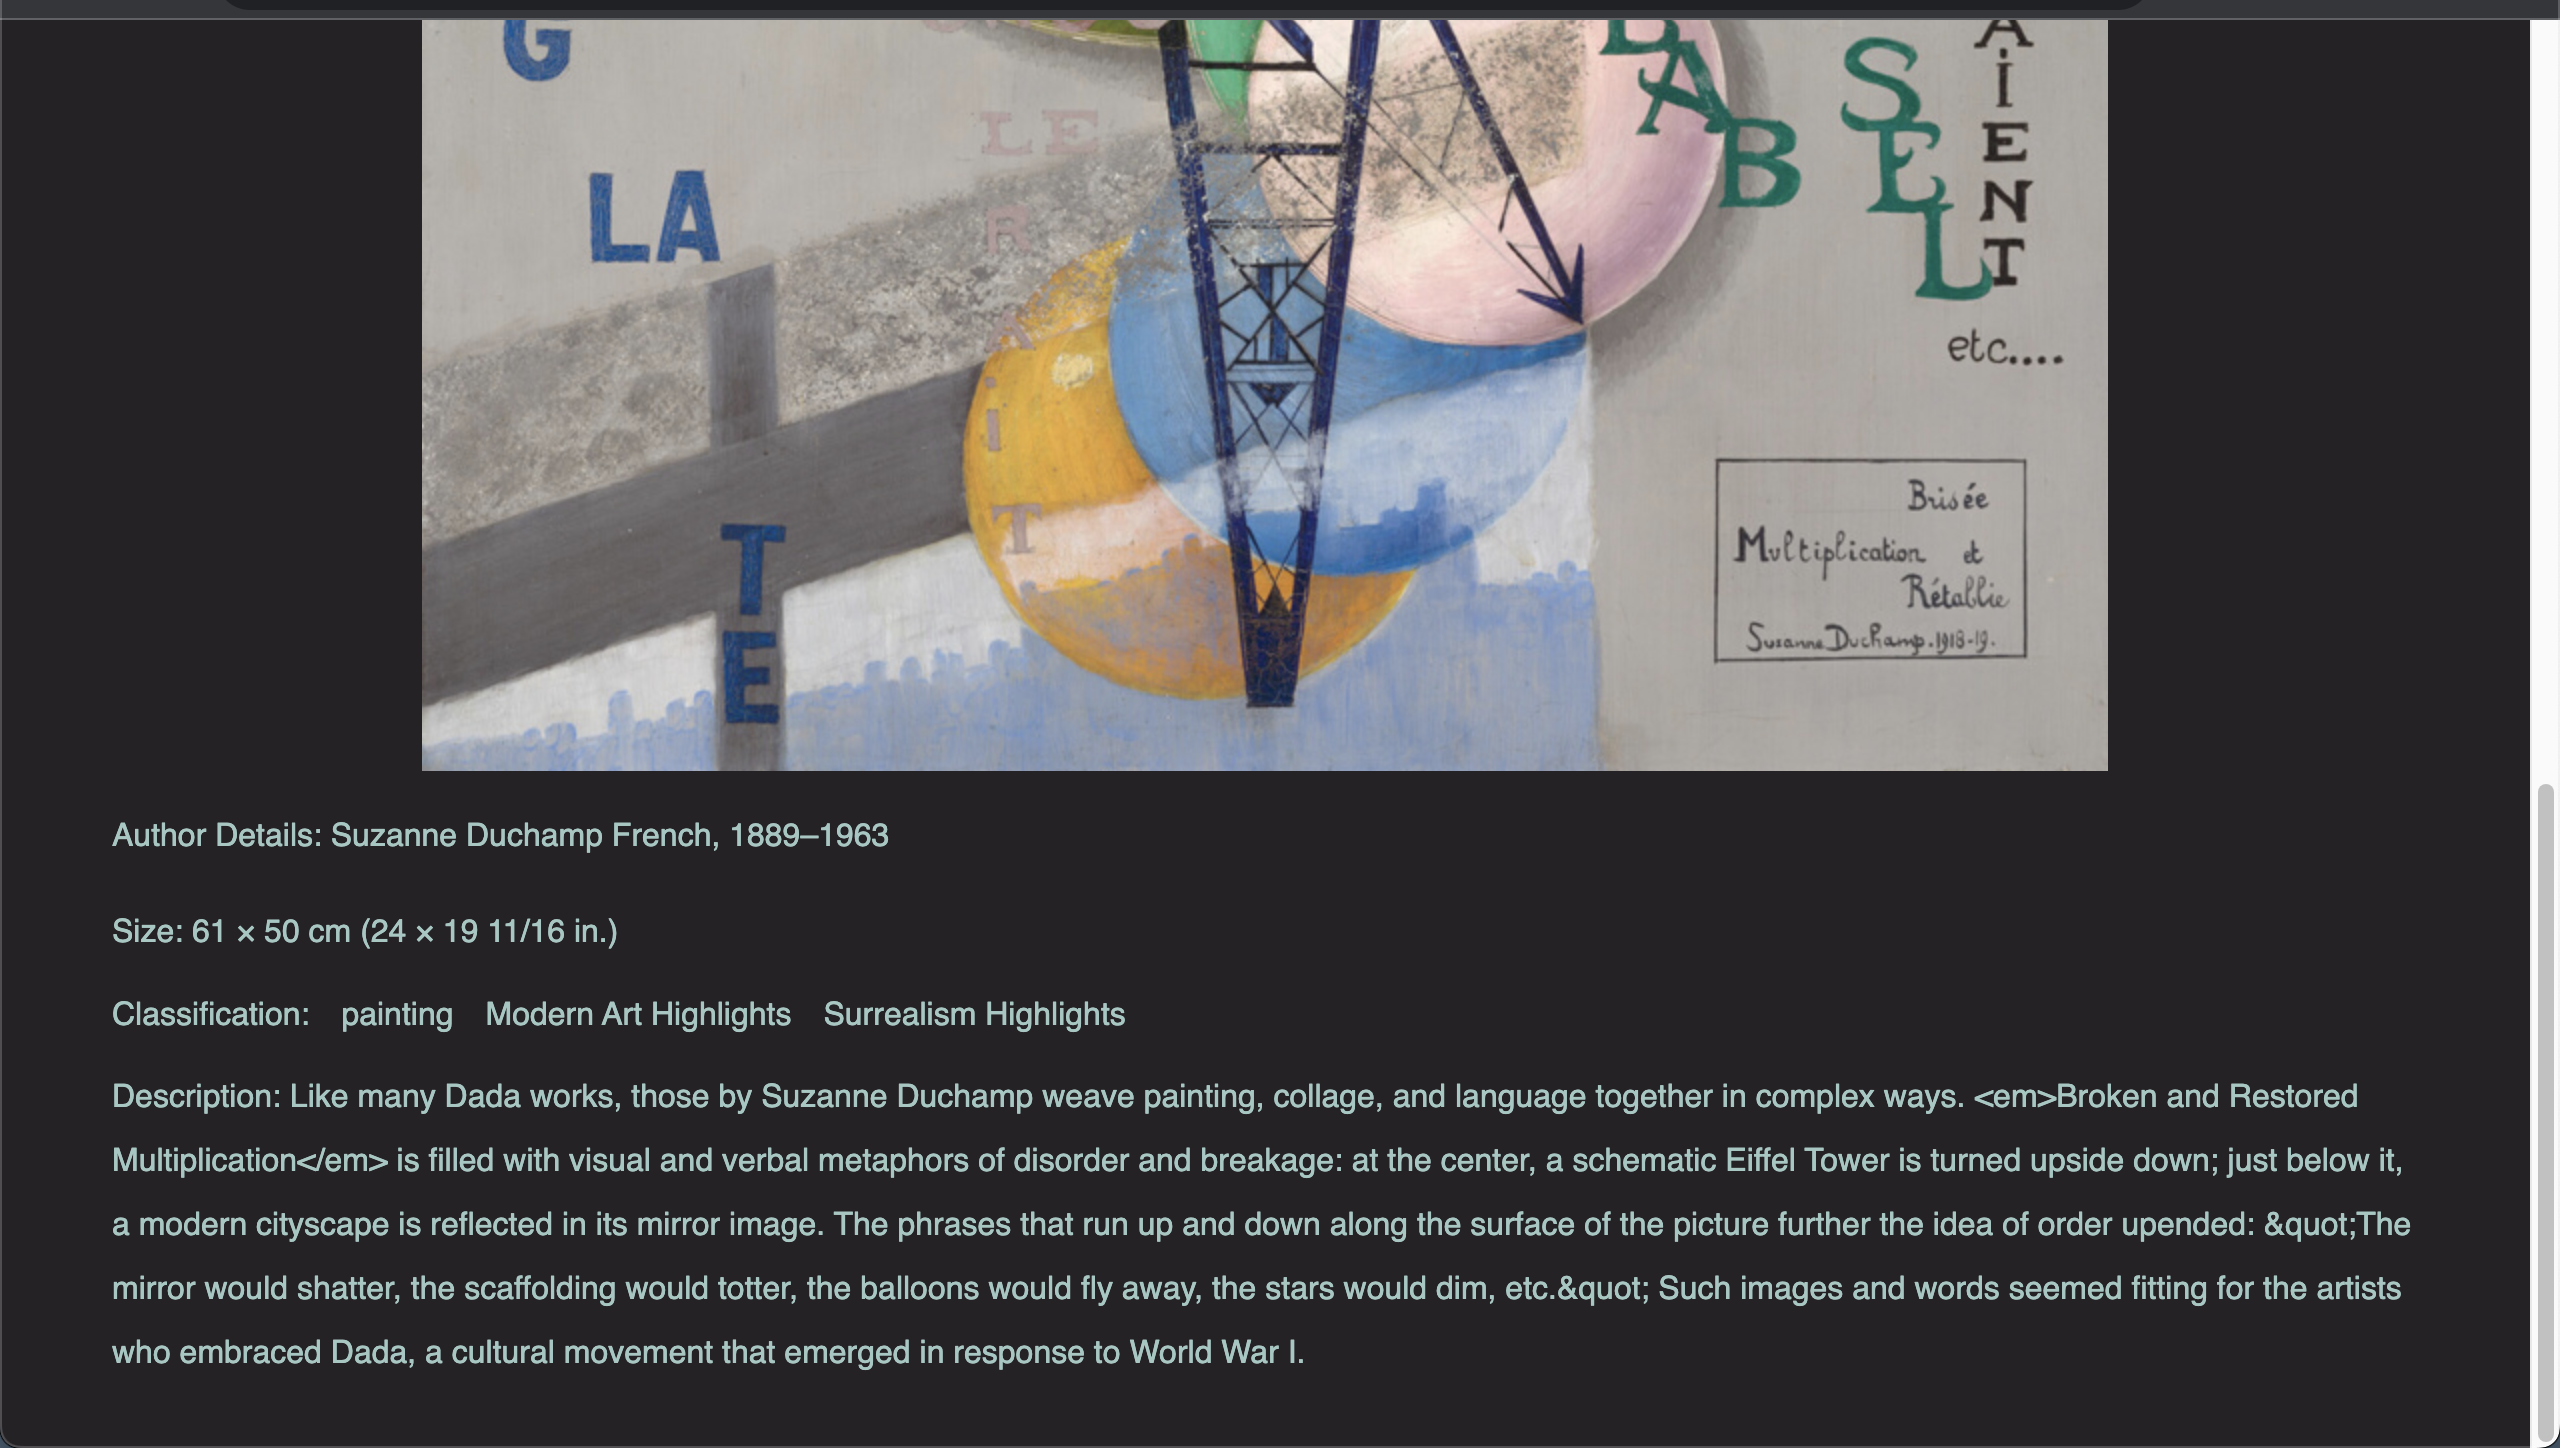 G
LA
T
E
LE
R
A
I
T
BABSEL
AIENT
etc....
Brisée
Multiplication et
Rétablie
Suzanne Duchamp.1918-19.
Author Details: Suzanne Duchamp French, 1889–1963
Size: 61 × 50 cm (24 × 19 11/16 in.)
Classification: painting Modern Art Highlights Surrealism Highlights
Description: Like many Dada works, those by Suzanne Duchamp weave painting, collage, and language together in complex ways. <em>Broken and Restored
Multiplication</em> is filled with visual and verbal metaphors of disorder and breakage: at the center, a schematic Eiffel Tower is turned upside down; just below it,
a modern cityscape is reflected in its mirror image. The phrases that run up and down along the surface of the picture further the idea of order upended: &quot;The
mirror would shatter, the scaffolding would totter, the balloons would fly away, the stars would dim, etc.&quot; Such images and words seemed fitting for the artists
who embraced Dada, a cultural movement that emerged in response to World War I.